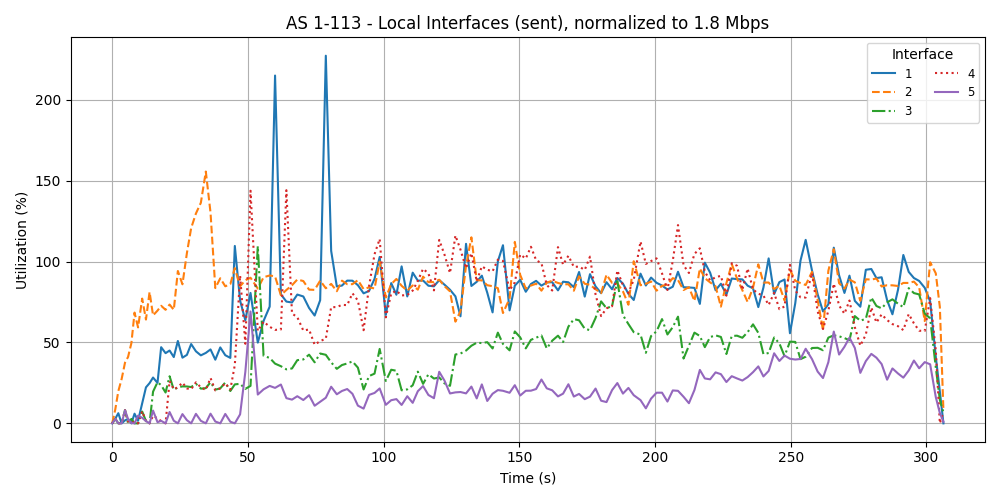 AS 1-113 - Local Interfaces (sent), normalized to 1.8 Mbps
Interface
1 4
2 5
3
Utilization (%)
200
150
100
50
0
0 50 100 150 200 250 300
Time (s)